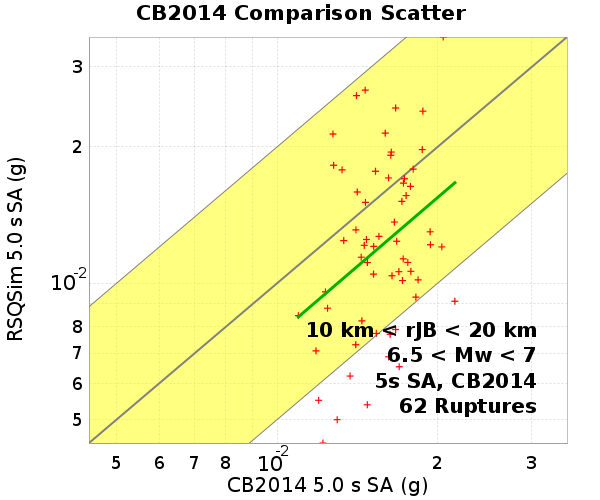 CB2014 Comparison Scatter
RSQSim 5.0 s SA (g)
3
2
10-2
8
7
6
5
10 km < rJB < 20 km
6.5 < Mw < 7
5s SA, CB2014
62 Ruptures
5 6 7 8 10-2 2 3
CB2014 5.0 s SA (g)